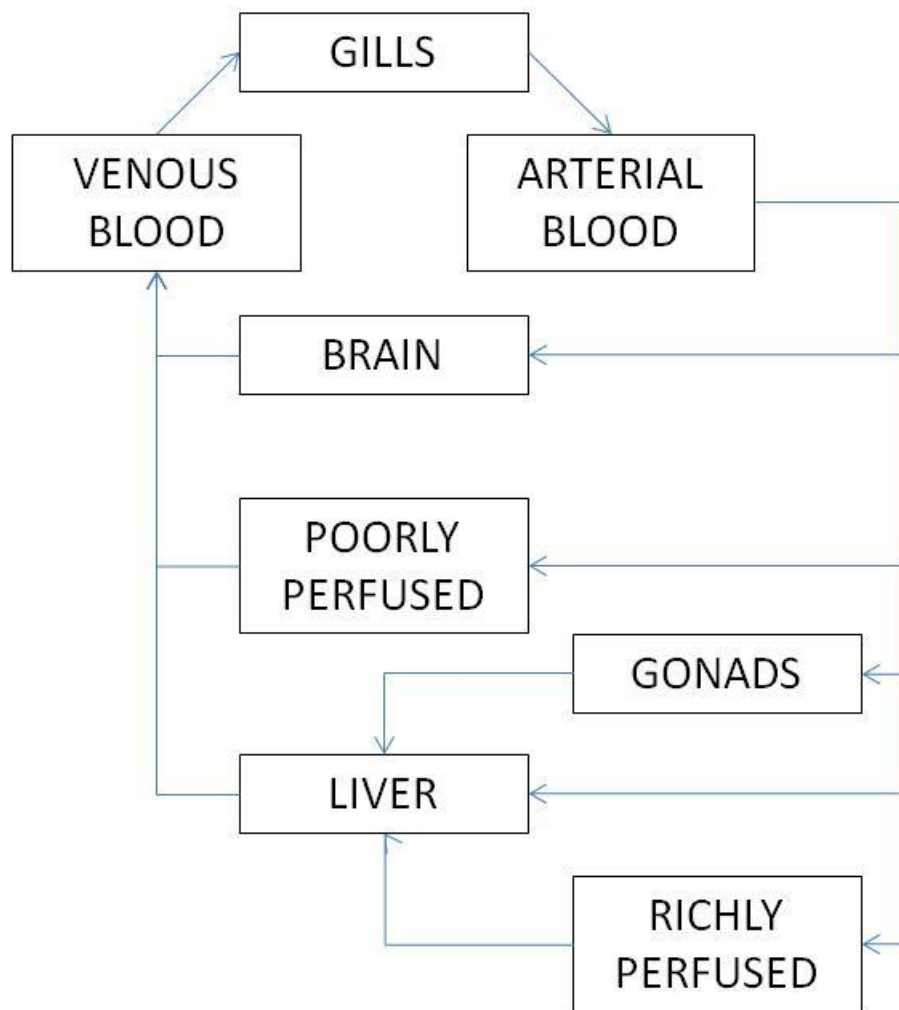 GILLS
VENOUS
BLOOD
ARTERIAL
BLOOD
BRAIN
POORLY
PERFUSED
GONADS
LIVER
RICHLY
PERFUSED